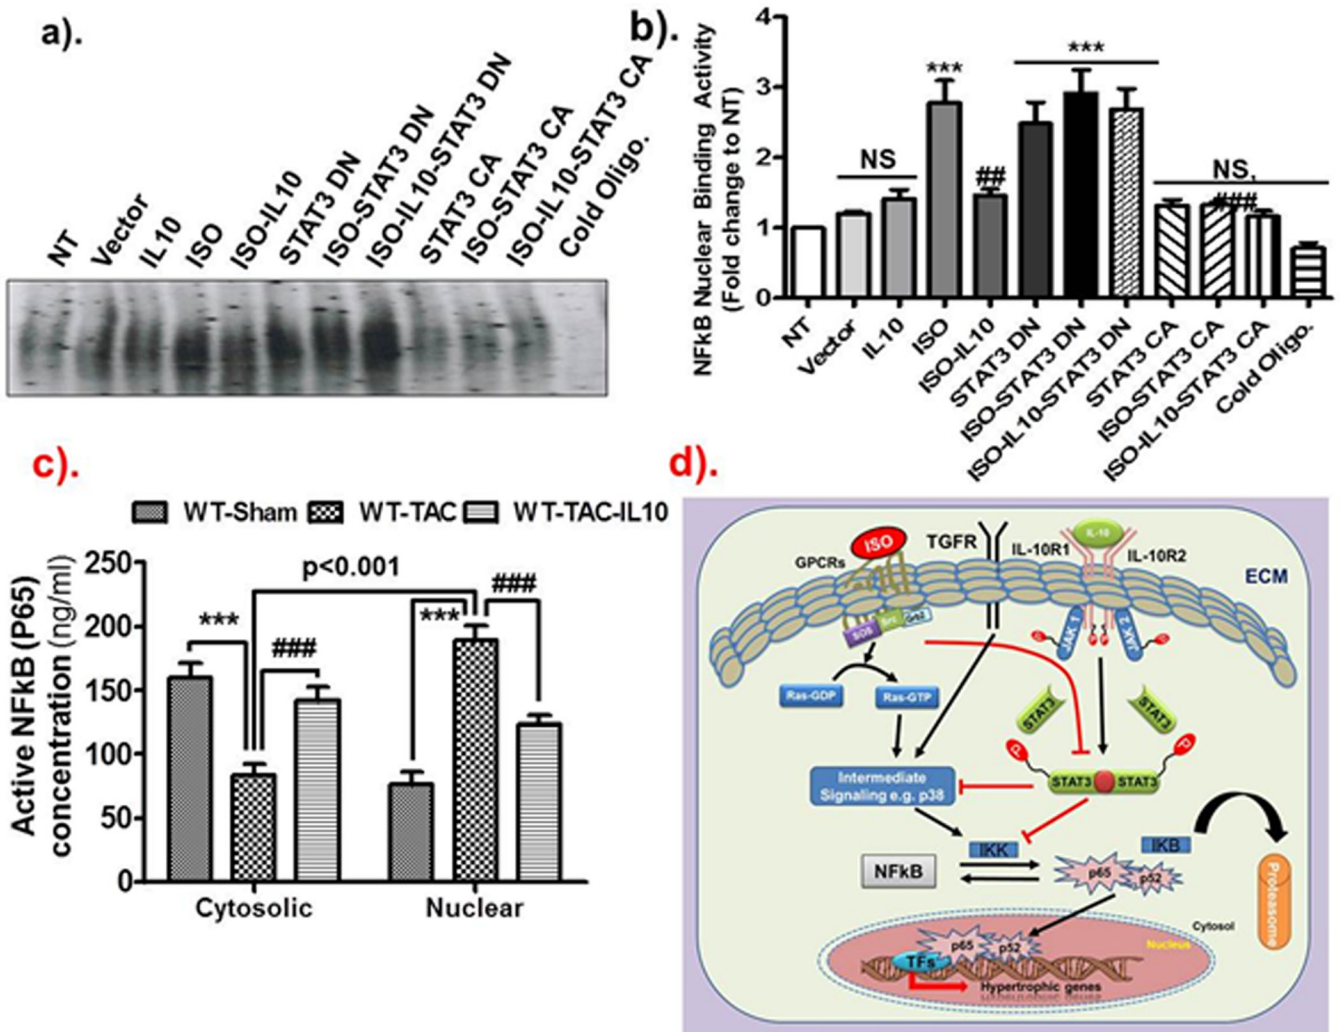 a).
NT
Vector
IL10
ISO
ISO-IL10
STAT3 DN
ISO-STAT3 DN
ISO-IL10-STAT3 DN
STAT3 CA
ISO-STAT3 CA
ISO-IL10-STAT3 CA
Cold Oligo.
b).
NFkB Nuclear Binding Activity
(Fold change to NT)
4
3
2
1
0
NS
***
##
***
NS,
###
NT
Vector
IL10
ISO
ISO-IL10
STAT3 DN
ISO-STAT3 DN
ISO-IL10-STAT3 DN
STAT3 CA
ISO-STAT3 CA
ISO-IL10-STAT3 CA
Cold Oligo.
c).
WT-Sham WT-TAC WT-TAC-IL10
Active NFkB (P65)
concentration (ng/ml)
250
200
150
100
50
0
p<0.001
***
###
***
###
Cytosolic
Nuclear
d).
ISO
GPCRs
TGFR
IL-10R1
IL-10
IL-10R2
ECM
SOS
Src
Grb2
JAK 1
JAK 2
Ras-GDP
Ras-GTP
STAT3
STAT3
P
P
STAT3
STAT3
Intermediate
Signaling e.g. p38
IKK
IKB
NFkB
p65
p52
Proteasome
Cytosol
Nucleus
p65
p52
TFs
Hypertrophic genes